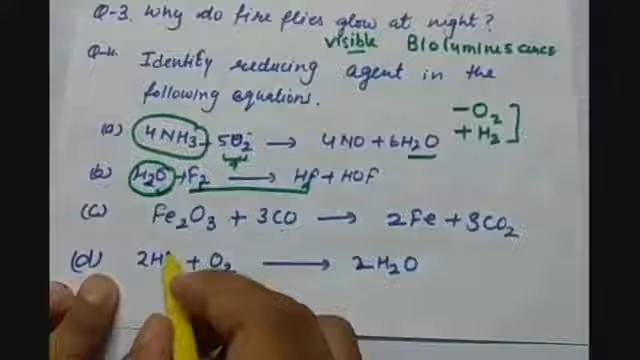 Q-3. Why do fire flies glow at night?
visible Bioluminescence
Q-4. Identify reducing agent in the
following equations.
-O₂
+H₂
(a) 4NH₃ + 5O₂ → 4NO + 6H₂O
(b) H₂O + F₂ → HF + HOF
(c) Fe₂O₃ + 3CO → 2Fe + 3CO₂
(d) 2H + O₂ → 2H₂O